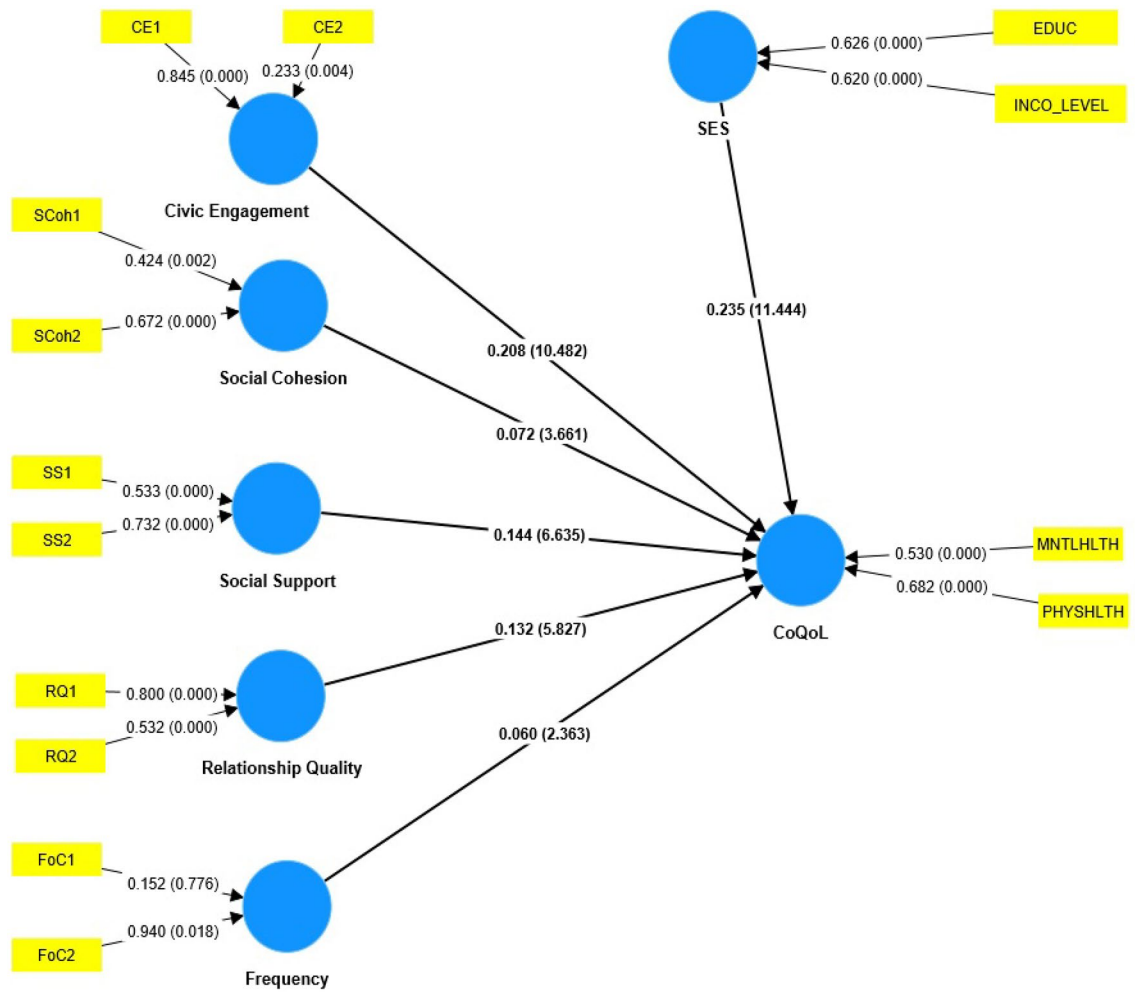 CE1
CE2
0.845 (0.000)
0.233 (0.004)
Civic Engagement
SCoh1
0.424 (0.002)
SCoh2
0.672 (0.000)
Social Cohesion
SS1
0.533 (0.000)
SS2
0.732 (0.000)
Social Support
RQ1
0.800 (0.000)
RQ2
0.532 (0.000)
Relationship Quality
FoC1
0.152 (0.776)
FoC2
0.940 (0.018)
Frequency
EDUC
0.626 (0.000)
INCO_LEVEL
0.620 (0.000)
SES
0.235 (11.444)
0.208 (10.482)
0.072 (3.661)
0.144 (6.635)
0.132 (5.827)
0.060 (2.363)
CoQoL
MNTLHLTH
0.530 (0.000)
PHYSHLTH
0.682 (0.000)